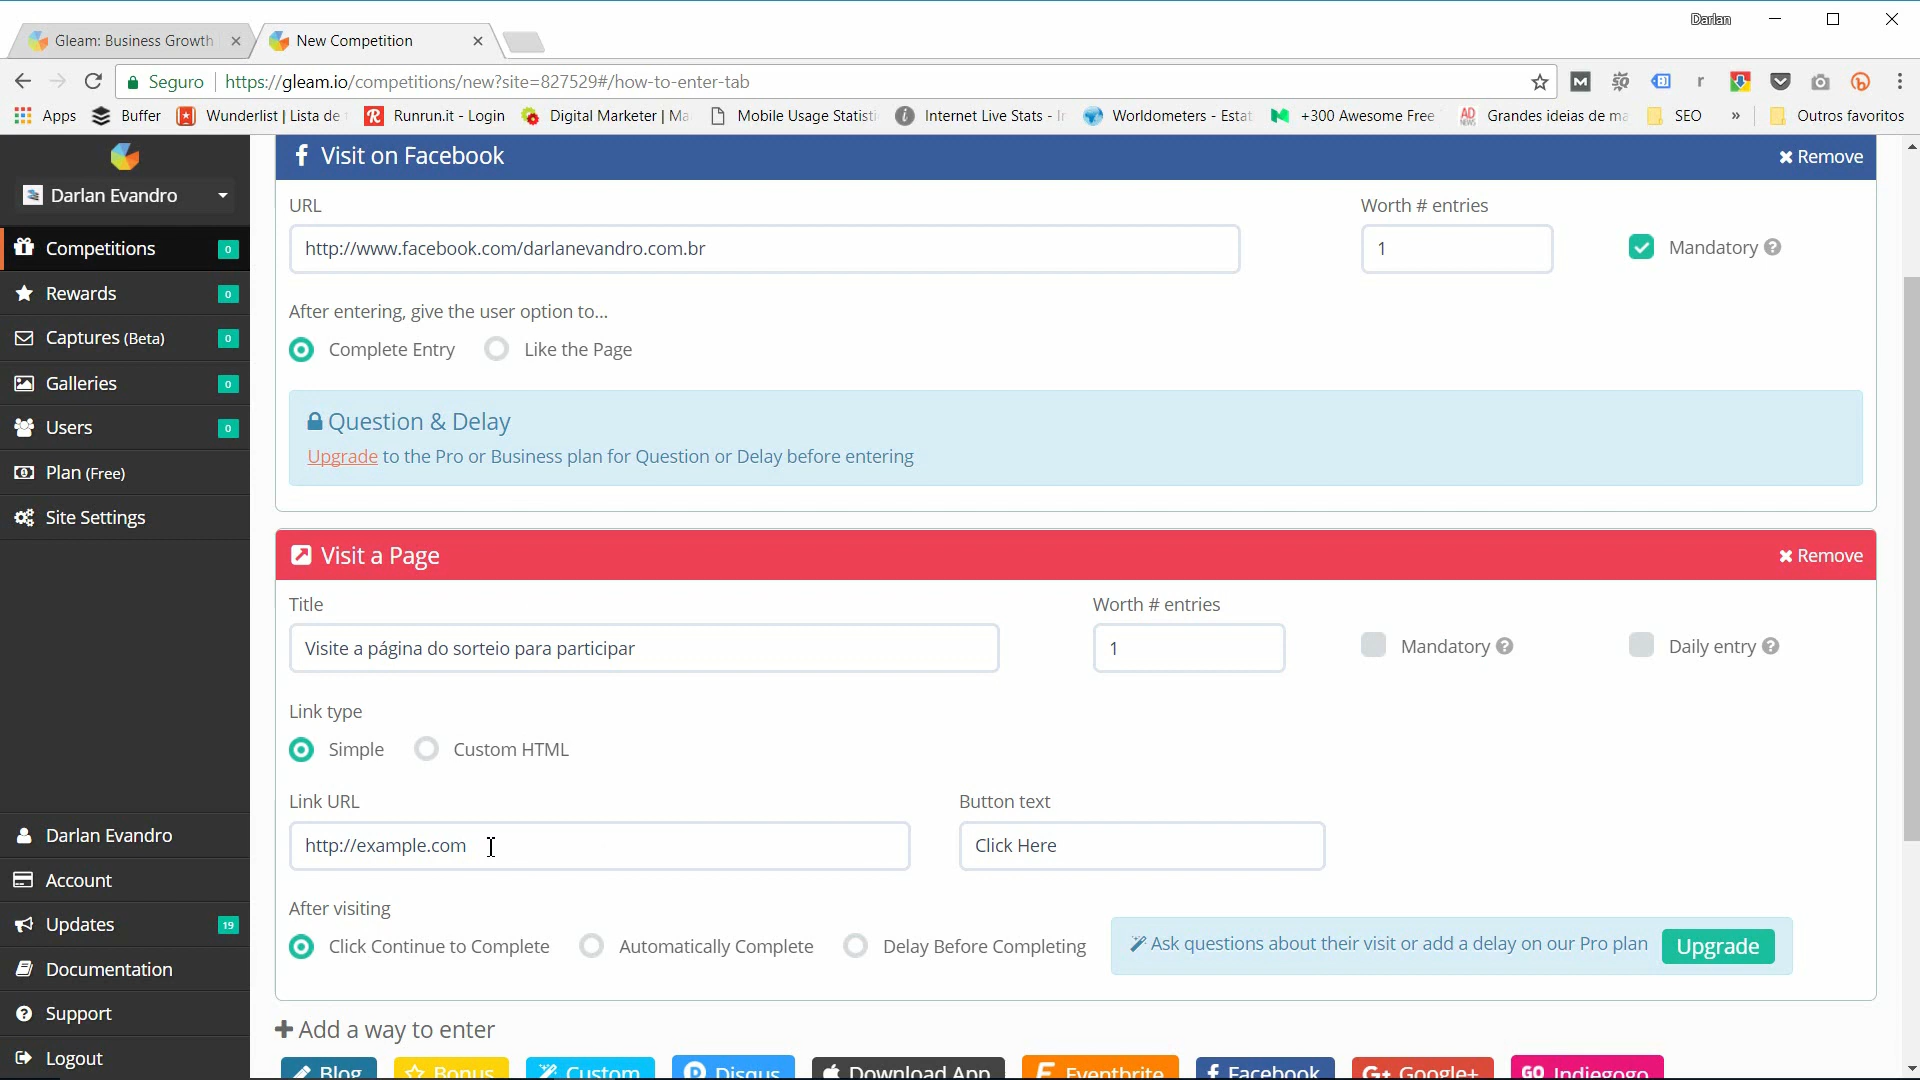 Darlan
Gleam: Business Growth
New Competition
Seguro https://gleam.io/competitions/new?site=827529#/how-to-enter-tab
Apps Buffer Wunderlist | Lista de Runrun.it - Login Digital Marketer | Ma Mobile Usage Statisti Internet Live Stats - Worldometers - Estat +300 Awesome Free Grandes ideias de ma SEO » Outros favoritos
Darlan Evandro
Competitions 0
Rewards 0
Captures (Beta) 0
Galleries 0
Users 0
Plan (Free)
Site Settings
Darlan Evandro
Account
Updates 19
Documentation
Support
Logout
Visit on Facebook Remove
URL Worth # entries
http://www.facebook.com/darlanevandro.com.br 1 Mandatory
After entering, give the user option to...
Complete Entry Like the Page
Question & Delay
Upgrade to the Pro or Business plan for Question or Delay before entering
Visit a Page Remove
Title Worth # entries
Visite a página do sorteio para participar 1 Mandatory Daily entry
Link type
Simple Custom HTML
Link URL Button text
http://example.com Click Here
After visiting
Click Continue to Complete Automatically Complete Delay Before Completing Ask questions about their visit or add a delay on our Pro plan Upgrade
Add a way to enter
Blog Bonus Custom Disqus Download App Eventbrite Facebook Google+ Indiegogo